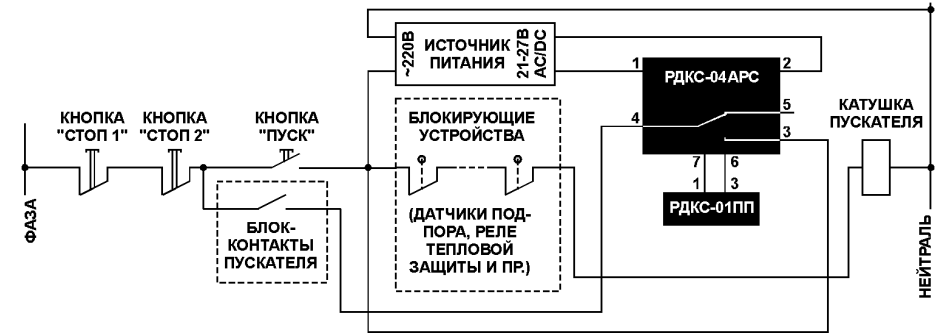 ~220В
ИСТОЧНИК
ПИТАНИЯ
21-27В
AC/DC
1
РДКС-04АРС
2
5
4
3
7
6
1
3
РДКС-01ПП
КАТУШКА
ПУСКАТЕЛЯ
КНОПКА
"СТОП 1"
КНОПКА
"СТОП 2"
КНОПКА
"ПУСК"
БЛОКИРУЮЩИЕ
УСТРОЙСТВА
(ДАТЧИКИ ПОД-
ПОРА, РЕЛЕ
ТЕПЛОВОЙ
ЗАЩИТЫ И ПР.)
БЛОК-
КОНТАКТЫ
ПУСКАТЕЛЯ
ФАЗА
НЕЙТРАЛЬ